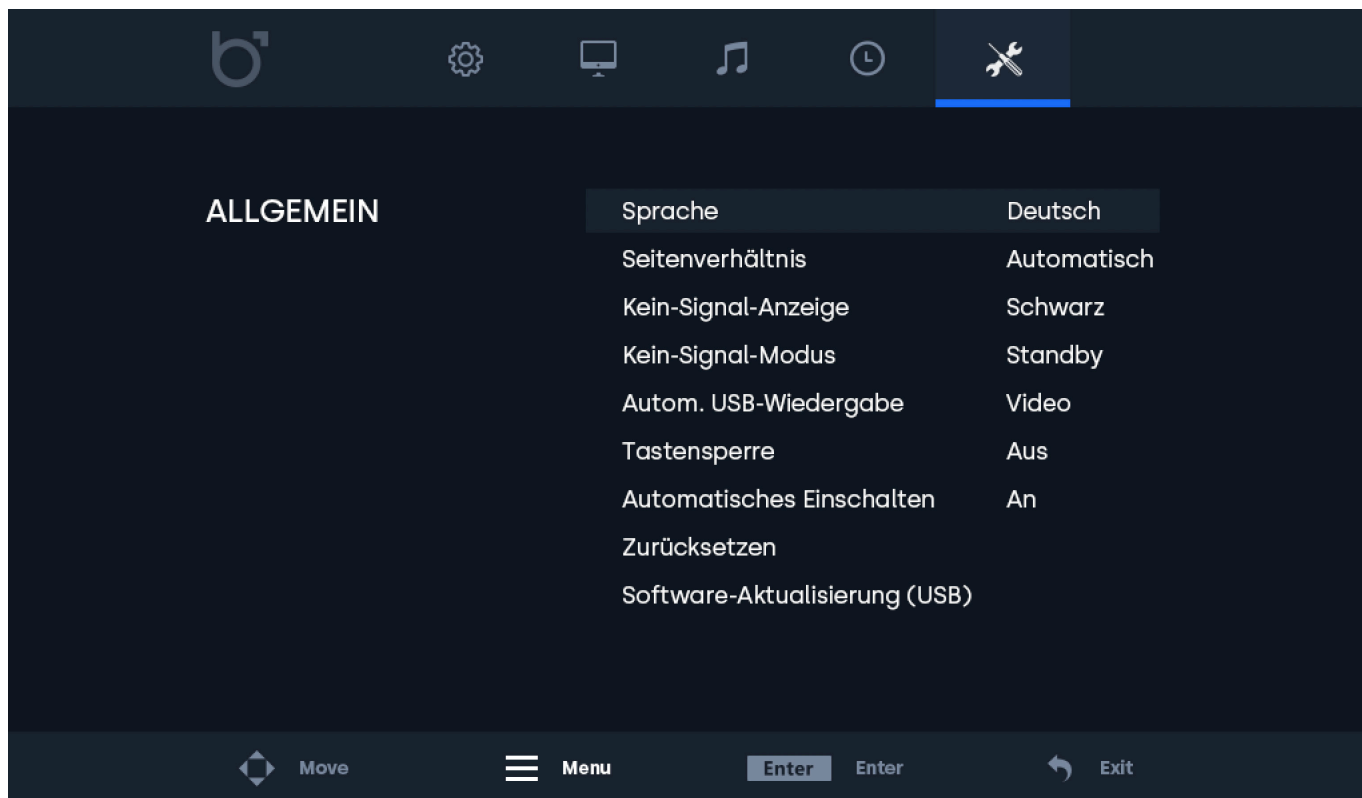 ALLGEMEIN
Sprache Deutsch
Seitenverhältnis Automatisch
Kein-Signal-Anzeige Schwarz
Kein-Signal-Modus Standby
Autom. USB-Wiedergabe Video
Tastensperre Aus
Automatisches Einschalten An
Zurücksetzen
Software-Aktualisierung (USB)
Move Menu Enter Enter Exit